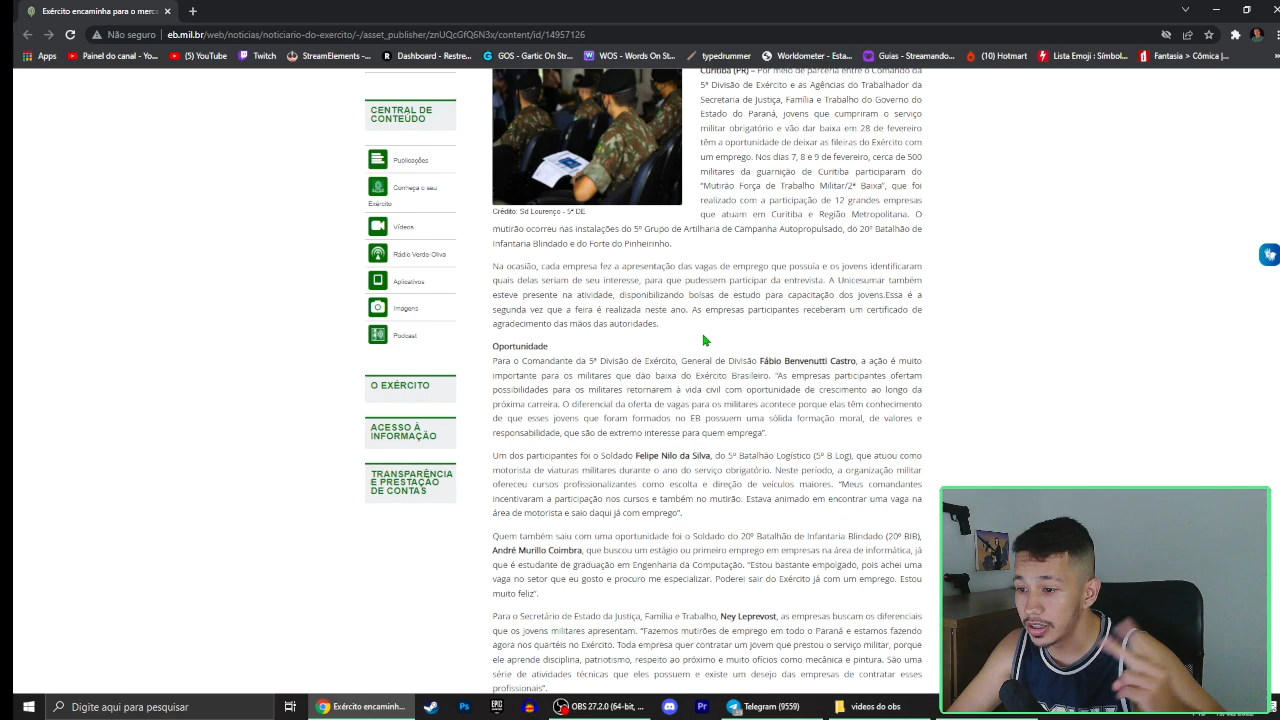 Exército encaminha para o merc
Não seguro
eb.mil.br/web/noticias/noticiario-do-exercito/-/asset_publisher/znUQcGfQ6N3x/content/id/14957126
Apps
Painel do canal - Yo...
(5) YouTube
Painel do canal - Yo...
Twitch
StreamElements -...
Dashboard - Restre...
GOS - Gartic On St...
WOS - Words On St...
typedrummer
Worldometer - Worl...
Guias - Streamando...
(10) Hotmart
Lista Emoji: Símbol...
Fantasia > Cômica |...
CENTRAL DE
CONTEÚDO
Publicações
Conheça o seu
Exército
Vídeos
Rádio Verde-Oliva
Aplicativos
Imagens
Podcast
O EXÉRCITO
ACESSO À
INFORMAÇÃO
TRANSPARÊNCIA
E PRESTAÇÃO
DE CONTAS
Crédito: Sd Lourenço - 5ª DE
Curitiba (PR) – Por meio de parceria entre o Comando da
5ª Divisão de Exército e as Agências do Trabalhador da
Secretaria de Justiça, Família e Trabalho do Governo do
Estado do Paraná, jovens que cumpriram o serviço
militar obrigatório e vão dar baixa em 28 de fevereiro
têm a oportunidade de deixar as fileiras do Exército com
um emprego. Nos dias 7, 8 e 9 de fevereiro, cerca de 500
militares da guarnição de Curitiba participaram do
"Mutirão Força de Trabalho Militar/2ª Baixa", que foi
realizado com a participação de 12 grandes empresas
que atuam em Curitiba e Região Metropolitana. O
mutirão ocorreu nas instalações do 5º Grupo de Artilharia de Campanha Autopropulsado, do 20º Batalhão de
Infantaria Blindado e do Forte do Pinheirinho.
Na ocasião, cada empresa fez a apresentação das vagas de emprego que possuía e os jovens identificaram
quais delas seriam de seu interesse, para que pudessem participar da entrevista. A Unicesumar também
esteve presente na atividade, disponibilizando bolsas de estudo para capacitação dos jovens.Essa é a
segunda vez que a feira é realizada neste ano. As empresas participantes receberam um certificado de
agradecimento das mãos das autoridades.
Oportunidade
Para o Comandante da 5ª Divisão de Exército, General de Divisão Fábio Benvenutti Castro, a ação é muito
importante para os militares que dão baixa do Exército Brasileiro. "As empresas participantes ofertam
possibilidades para os militares retornarem à vida civil com oportunidade de crescimento ao longo da
próxima carreira. O diferencial da oferta de vagas para os militares acontece porque elas têm conhecimento
de que esses jovens que foram formados no EB possuem uma sólida formação moral, de valores e
responsabilidade, que são de extremo interesse para quem emprega".
Um dos participantes foi o Soldado Felipe Nilo da Silva, do 5º Batalhão Logístico (5º B Log), que atuou como
motorista de viaturas militares durante o ano do serviço obrigatório. Neste período, a organização militar
ofereceu cursos profissionalizantes como escolta e direção de veículos maiores. "Meus comandantes
incentivaram a participação nos cursos e também no mutirão. Estava animado em encontrar uma vaga na
área de motorista e saio daqui já com emprego".
Quem também saiu com uma oportunidade foi o Soldado do 20º Batalhão de Infantaria Blindado (20º BIB),
André Murillo Coimbra, que buscou um estágio ou primeiro emprego em empresas na área de informática, já
que é estudante de graduação em Engenharia da Computação. "Estou bastante empolgado, pois achei uma
vaga no setor que eu gosto e procuro me especializar. Poderei sair do Exército já com um emprego. Estou
muito feliz".
Para o Secretário de Estado da Justiça, Família e Trabalho, Ney Leprevost, as empresas buscam os diferenciais
que os jovens militares apresentam. "Fazemos mutirões de emprego em todo o Paraná e estamos fazendo
agora nos quartéis no Exército. Toda empresa quer contratar um jovem que prestou o serviço militar, porque
ele aprende disciplina, patriotismo, respeito ao próximo e muito ofícios como mecânica e pintura. São uma
série de atividades técnicas que eles possuem e existe um desejo das empresas de contratar esses
profissionais".
Digite aqui para pesquisar
Exército encaminh...
Ps
EPIC
OBS 27.2.0 (64-bit, ...
Pr
Telegram (9559)
videos do obs